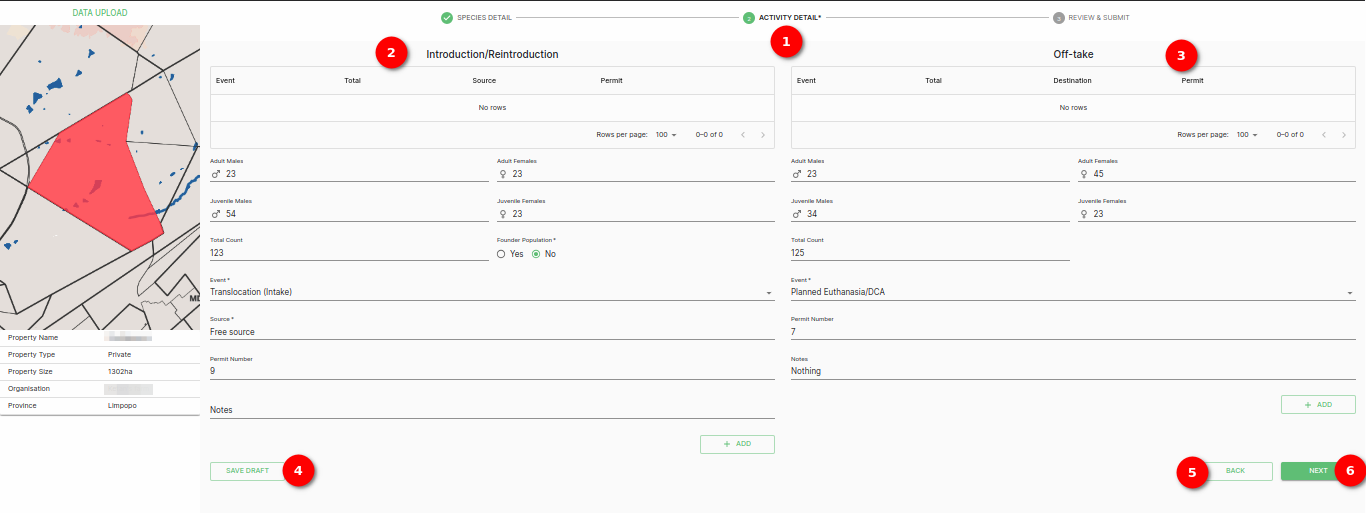 DATA UPLOAD
SPECIES DETAIL
2 ACTIVITY DETAIL*
3 REVIEW & SUBMIT
1
2 Introduction/Reintroduction
Event Total Source Permit
No rows
Rows per page: 100 0–0 of 0
Adult Males Adult Females
23 23
Juvenile Males Juvenile Females
54 23
Total Count Founder Population *
123 Yes No
Event *
Translocation (Intake)
Source *
Free source
Permit Number
9
Notes
+ ADD
SAVE DRAFT 4
Off-take 3
Event Total Destination Permit
No rows
Rows per page: 100 0–0 of 0
Adult Males Adult Females
23 45
Juvenile Males Juvenile Females
34 23
Total Count
125
Event *
Planned Euthanasia/DCA
Permit Number
7
Notes
Nothing
+ ADD
5 BACK NEXT 6
Property Name
Property Type Private
Property Size 1302ha
Organisation
Province Limpopo